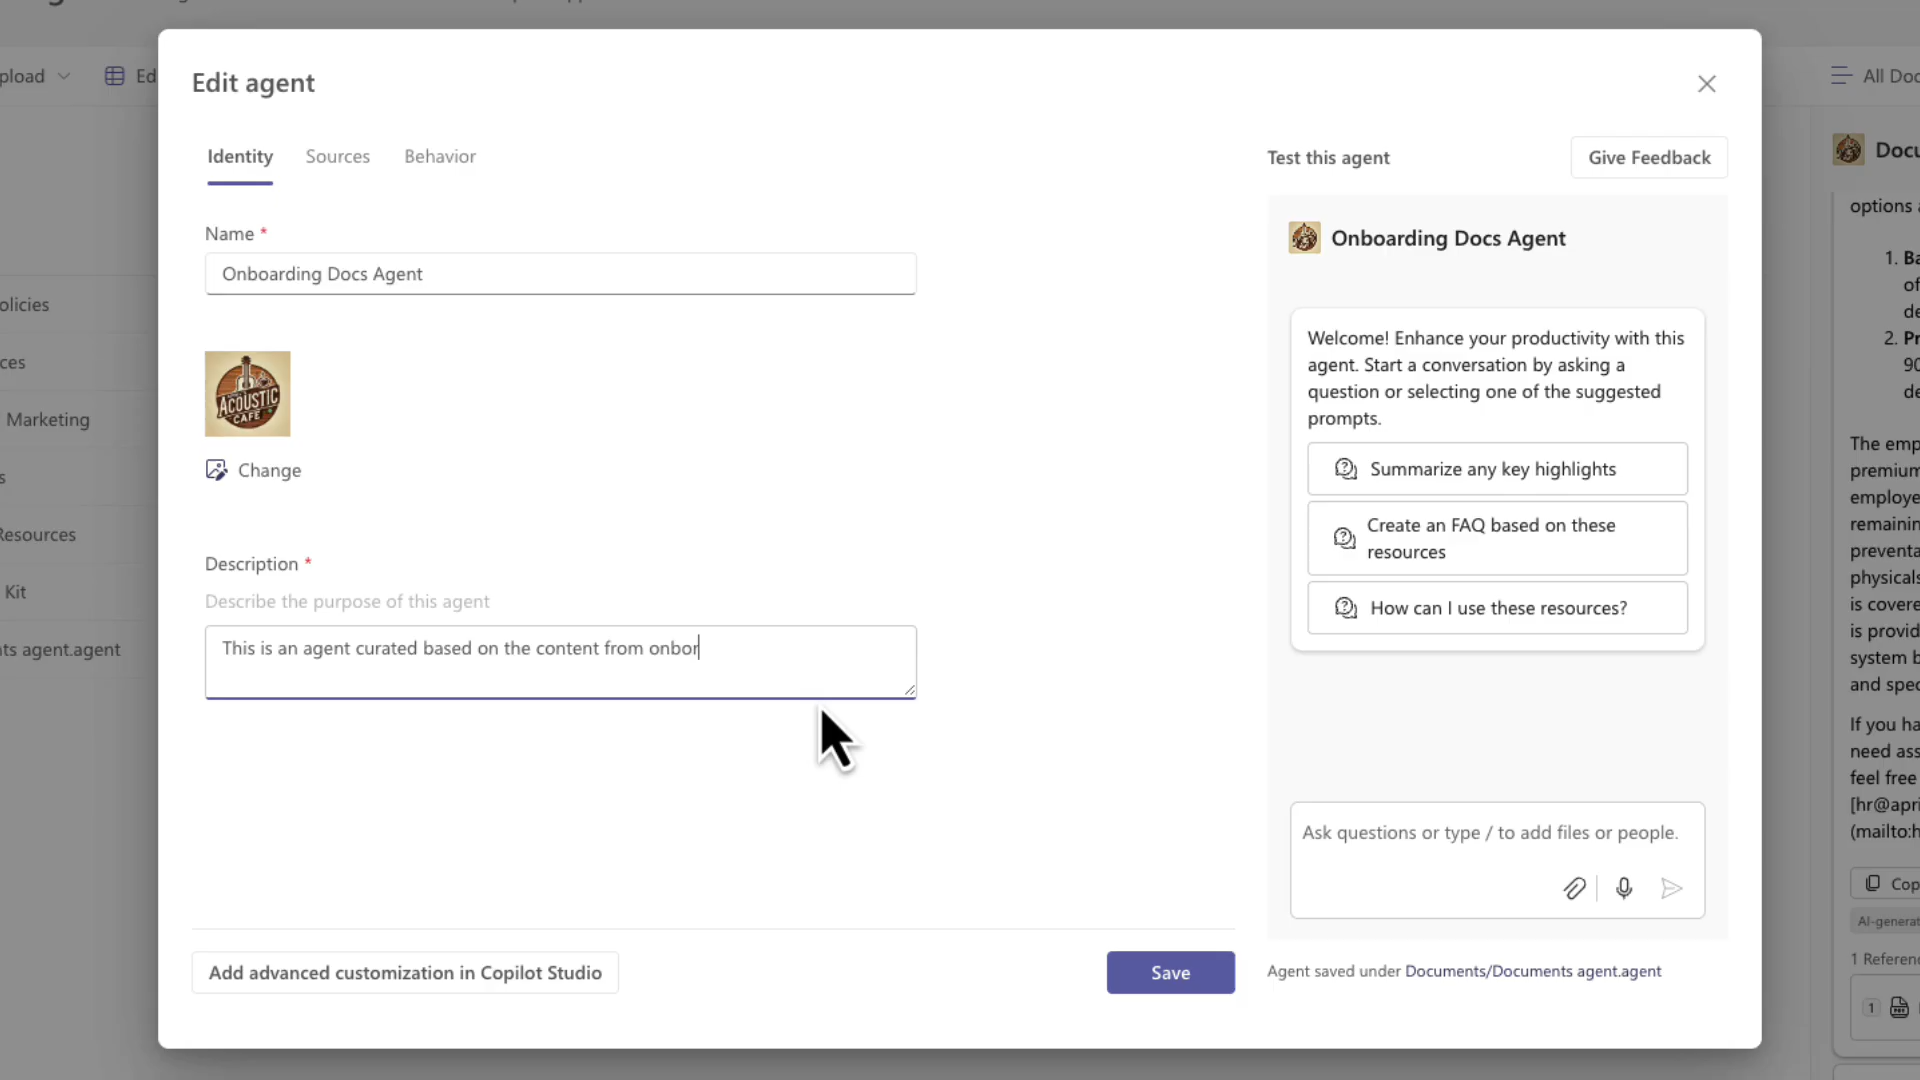 pload
Ed
All Doc
Edit agent
Identity Sources Behavior
Test this agent
Give Feedback
Name *
Onboarding Docs Agent
ACOUSTIC
CAFE
Change
Description *
Describe the purpose of this agent
This is an agent curated based on the content from onbor
Add advanced customization in Copilot Studio
Save
Onboarding Docs Agent
Welcome! Enhance your productivity with this
agent. Start a conversation by asking a
question or selecting one of the suggested
prompts.
Summarize any key highlights
Create an FAQ based on these
resources
How can I use these resources?
Ask questions or type / to add files or people.
Agent saved under Documents/Documents agent.agent
olicies
ces
Marketing
s
Resources
Kit
ts agent.agent
Docu
options a
1. Ba
of
de
2. Pr
90
de
The emp
premium
employe
remainin
preventa
physicals
is covere
is provid
system b
and spec
If you ha
need ass
feel free
[hr@apri
(mailto:h
Cop
AI-generat
1 Referenc
1